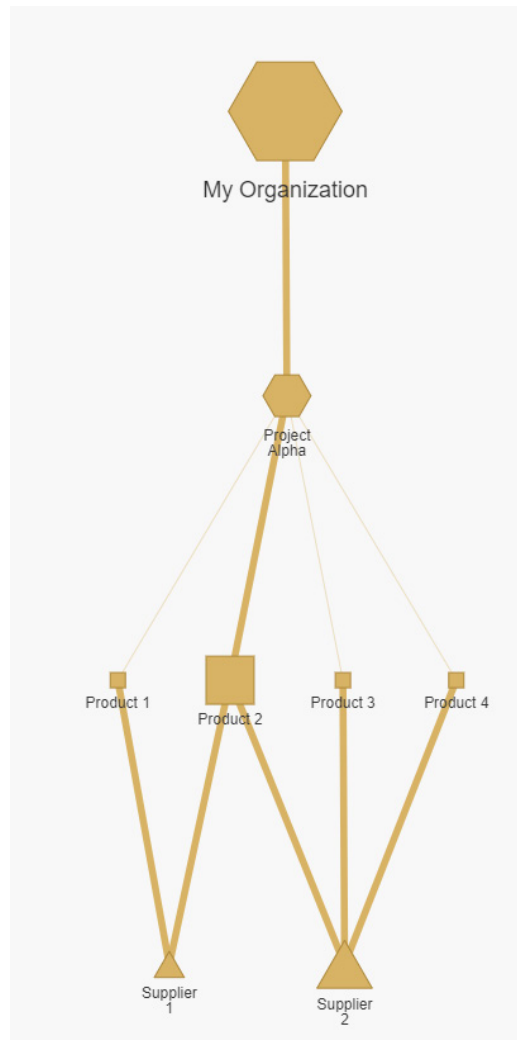 My Organization
Project
Alpha
Product 1
Product 2
Product 3
Product 4
Supplier
1
Supplier
2